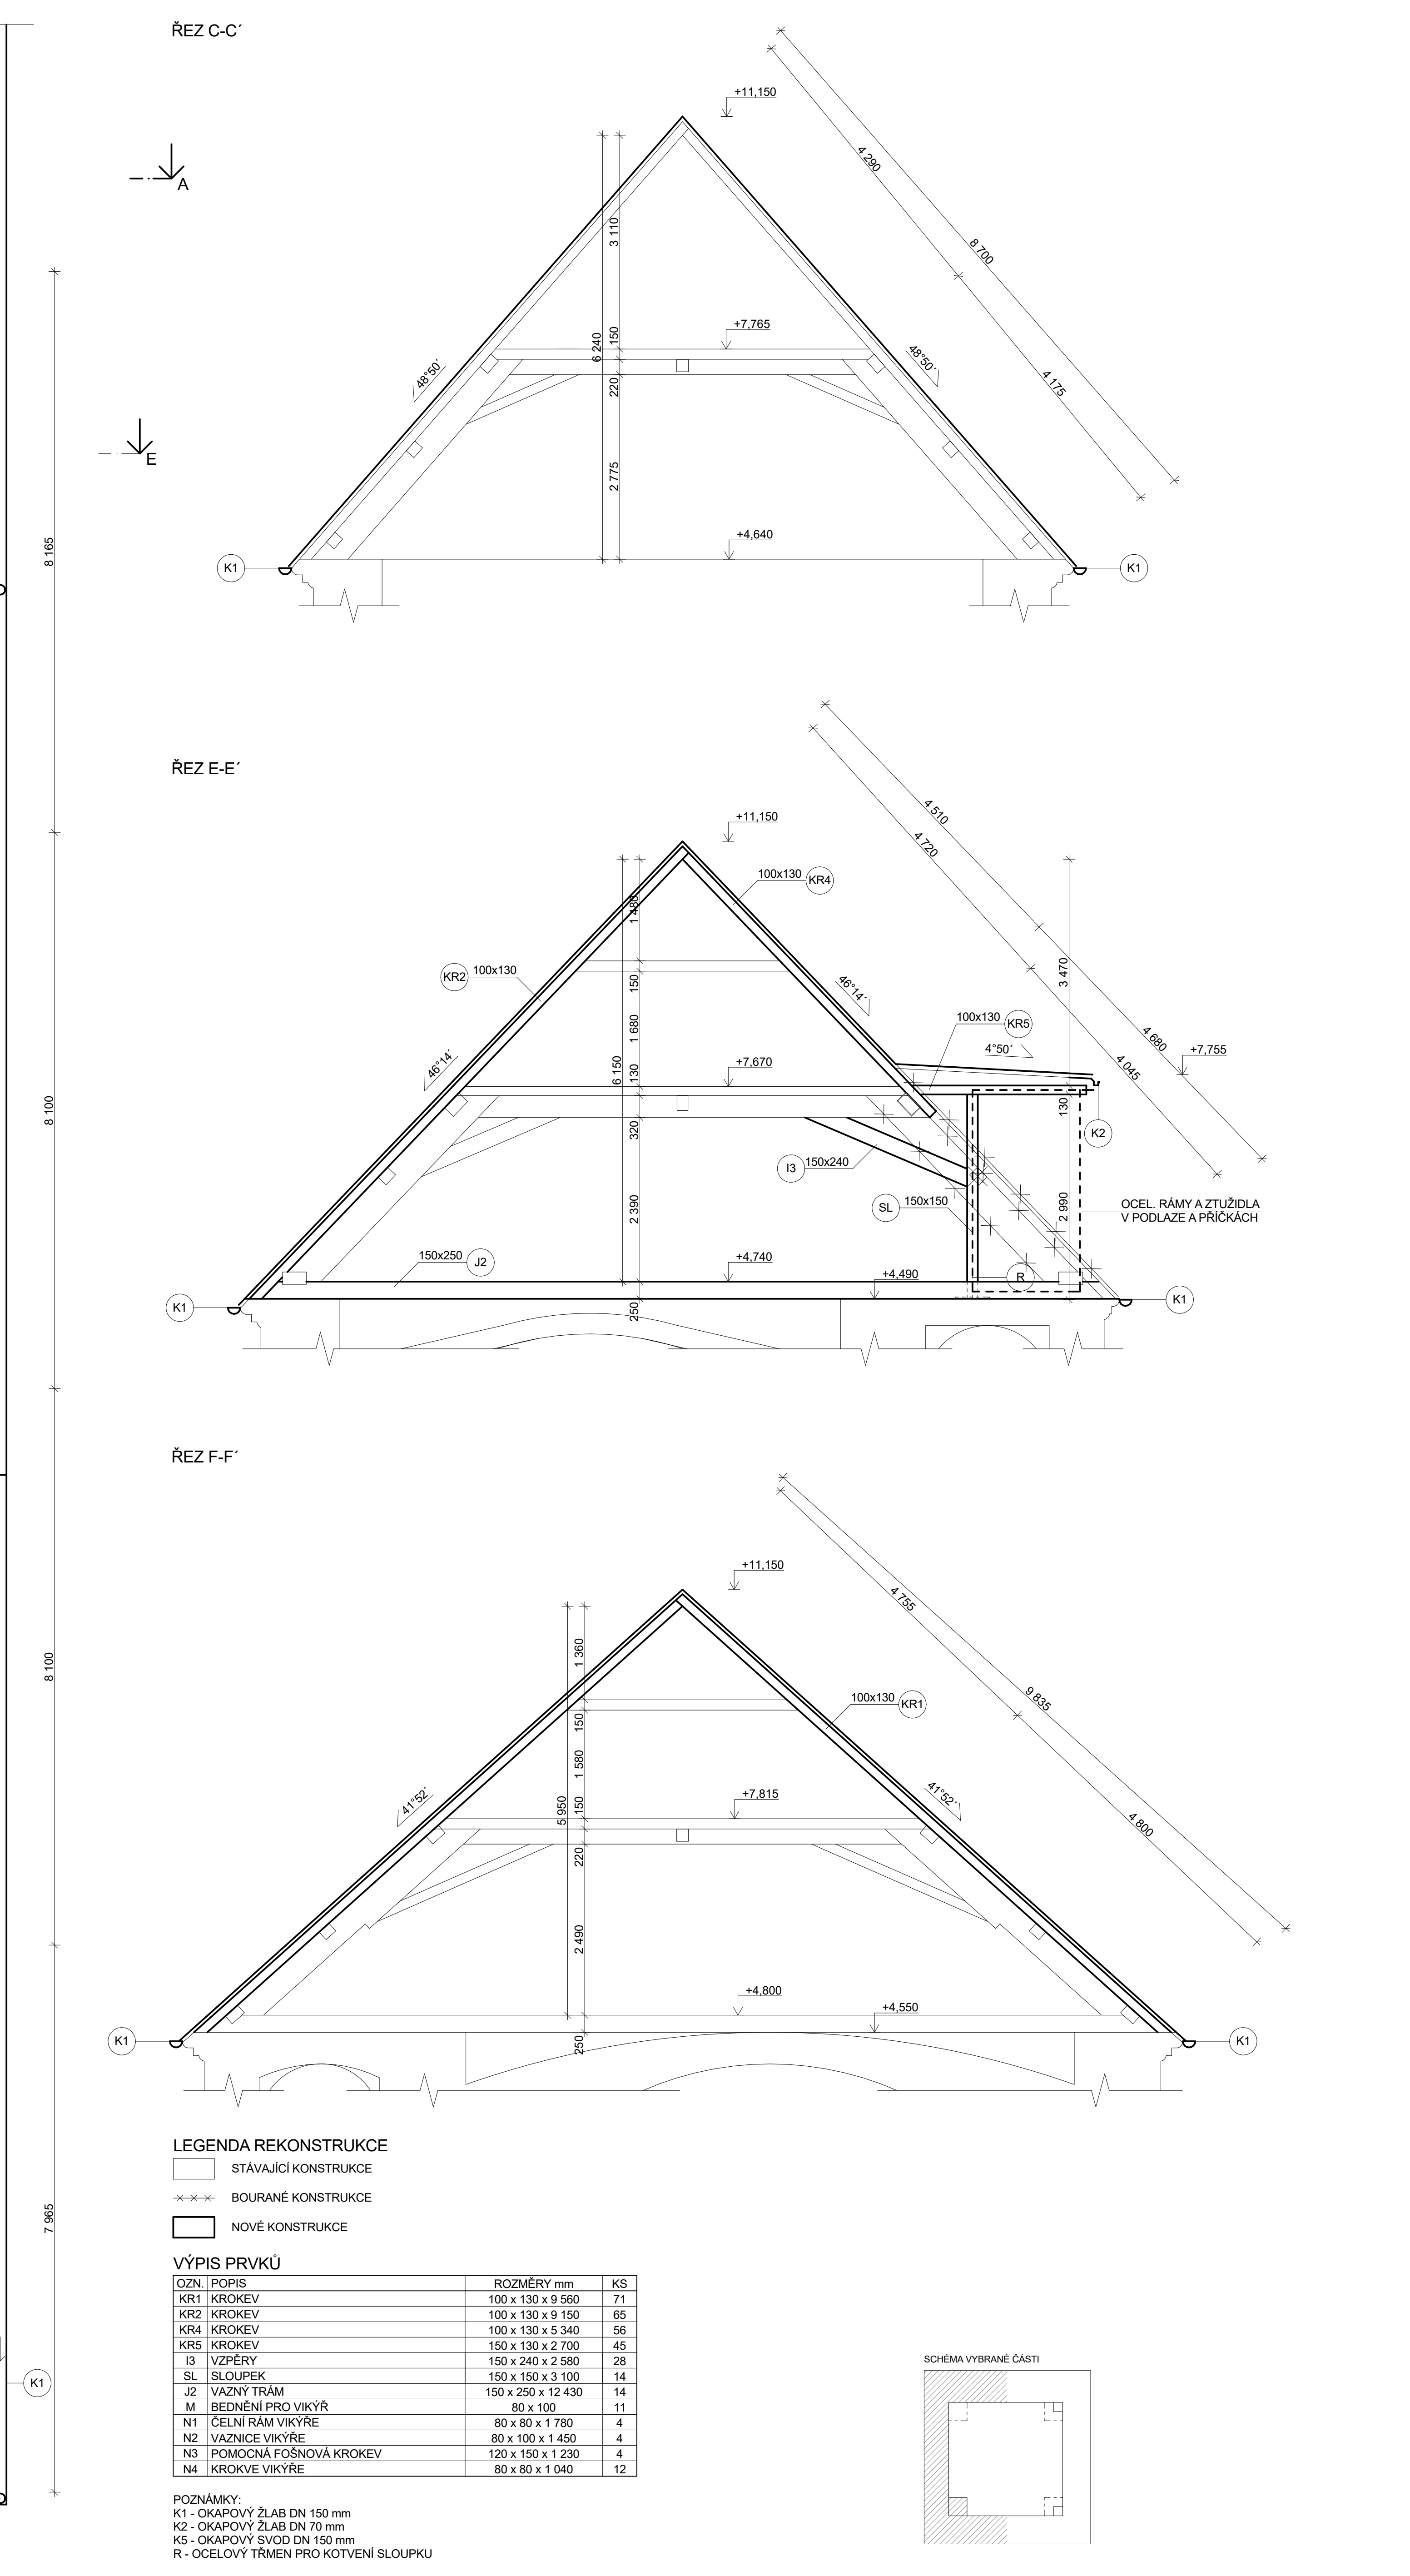 ŘEZ C-C´
+11,150
A
4 290
8 700
3 110
6 240
150
+7,765
48°50´
48°50´
220
4 175
E
2 775
+4,640
K1
K1
8 165
ŘEZ E-E´
+11,150
4 510
4 720
100x130 KR4
1 480
KR2 100x130
150
46°14´
3 470
1 680
100x130 KR5
4°50´
4 680
+7,755
46°14´
6 150
+7,670
130
4 045
130
320
K2
I3 150x240
2 390
SL 150x150
2 990
OCEL. RÁMY A ZTUŽIDLA
V PODLAZE A PŘÍČKÁCH
150x250 J2
+4,740
+4,490
R
K1
K1
250
8 100
ŘEZ F-F´
+11,150
4 755
1 360
9 835
100x130 KR1
150
1 580
41°52´
+7,815
41°52´
5 950
150
4 800
220
2 490
+4,800
+4,550
K1
K1
250
8 100
7 965
K1
LEGENDA REKONSTRUKCE
STÁVAJÍCÍ KONSTRUKCE
BOURANÉ KONSTRUKCE
NOVÉ KONSTRUKCE
VÝPIS PRVKŮ
OZN. POPIS ROZMĚRY mm KS
KR1 KROKEV 100 x 130 x 9 560 71
KR2 KROKEV 100 x 130 x 9 150 65
KR4 KROKEV 100 x 130 x 5 340 56
KR5 KROKEV 150 x 130 x 2 700 45
I3 VZPĚRY 150 x 240 x 2 580 28
SL SLOUPEK 150 x 150 x 3 100 14
J2 VAZNÝ TRÁM 150 x 250 x 12 430 14
M BEDNĚNÍ PRO VIKÝŘ 80 x 100 11
N1 ČELNÍ RÁM VIKÝŘE 80 x 80 x 1 780 4
N2 VAZNICE VIKÝŘE 80 x 100 x 1 450 4
N3 POMOCNÁ FOŠNOVÁ KROKEV 120 x 150 x 1 230 4
N4 KROKVE VIKÝŘE 80 x 80 x 1 040 12
POZNÁMKY:
K1 - OKAPOVÝ ŽLAB DN 150 mm
K2 - OKAPOVÝ ŽLAB DN 70 mm
K5 - OKAPOVÝ SVOD DN 150 mm
R - OCELOVÝ TŘMEN PRO KOTVENÍ SLOUPKU
SCHÉMA VYBRANÉ ČÁSTI